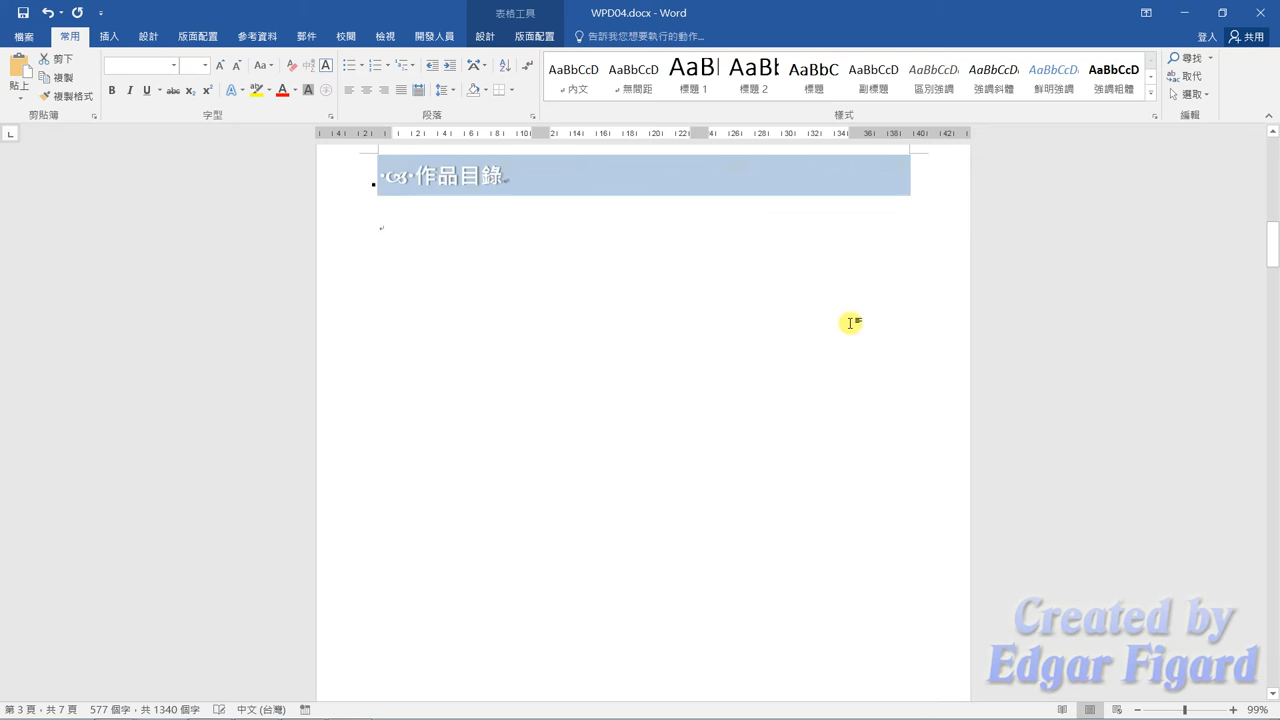 表格工具
WPD04.docx - Word
檔案 常用 插入 設計 版面配置 參考資料 郵件 校閱 檢視 開發人員 設計 版面配置 告訴我您想要執行的動作... 登入 共用
貼上 剪下 複製 複製格式
AaBbCcD AaBbCcD AaBb AaBb AaBbC AaBbCcD AaBbCcD AaBbCcD AaBbCcD AaBbCcD
內文 無間距 標題 1 標題 2 標題 副標題 區別強調 強調斜體 鮮明強調 強調粗體
尋找 取代 選取
剪貼簿 字型 段落 樣式 編輯
作品目錄
Created by
Edgar Figard
第 3 頁，共 7 頁 577 個字，共 1340 個字 中文 (台灣) 99%